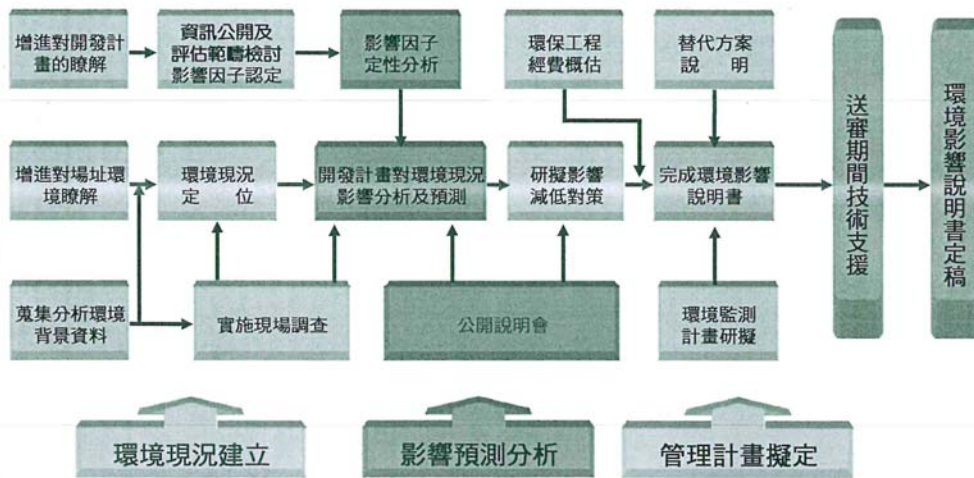 增進對開發計
畫的瞭解
資訊公開及
評估範疇檢討
影響因子認定
影響因子
定性分析
環保工程
經費概估
替代方案
說　　明
增進對場址環
境瞭解
環境現況
定　　位
開發計畫對環境現況
影響分析及預測
研擬影響
減低對策
完成環境影響
說明書
送審期間技術支援
環境影響說明書定稿
蒐集分析環境
背景資料
實施現場調查
公開說明會
環境監測
計畫研擬
環境現況建立
影響預測分析
管理計畫擬定